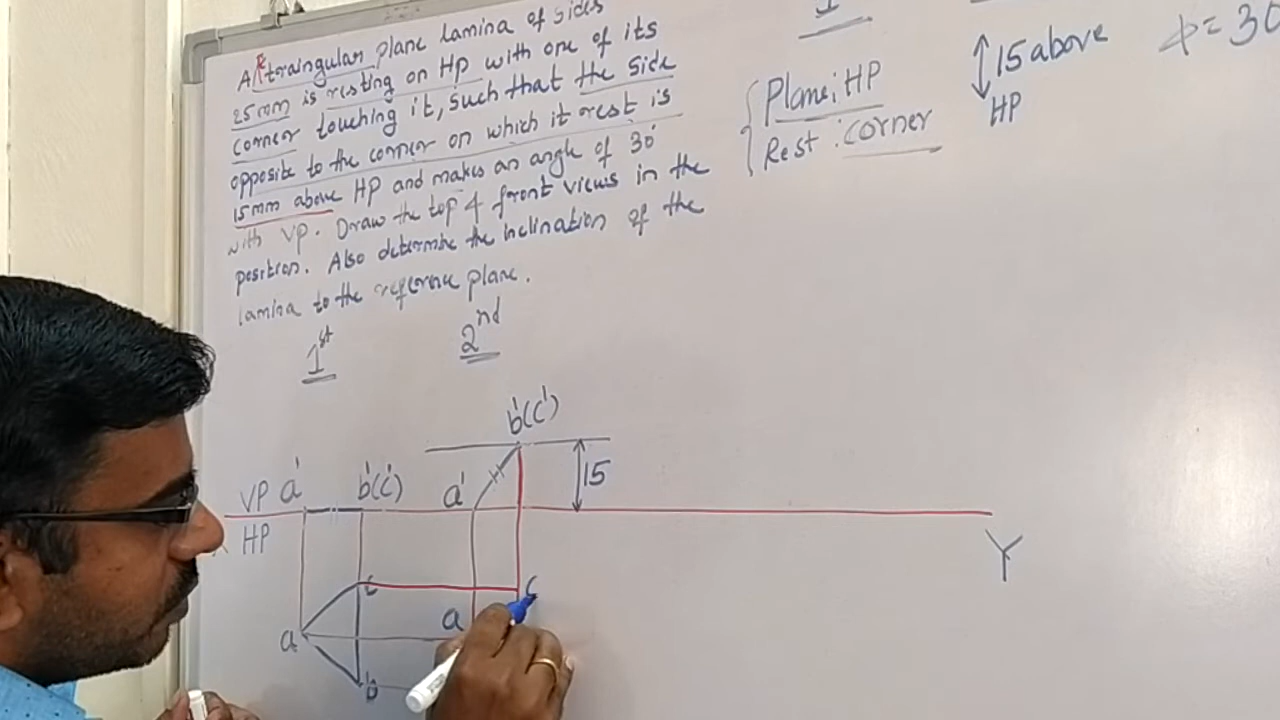 A traingular plane lamina of sides
25mm is resting on Hp with one of its
corner touching it, such that the side
opposite to the corner on which it rest is
15mm above HP and makes an angle of 30°
with VP. Draw the top & front views in the
position. Also determine the inclination of the
lamina to the reference plane.
Plane: HP
Rest : corner
15 above
HP
φ = 30
1st
2nd
b'(c')
15
VP
a'
b'(c')
a'
HP
Y
c
c
a
a
b